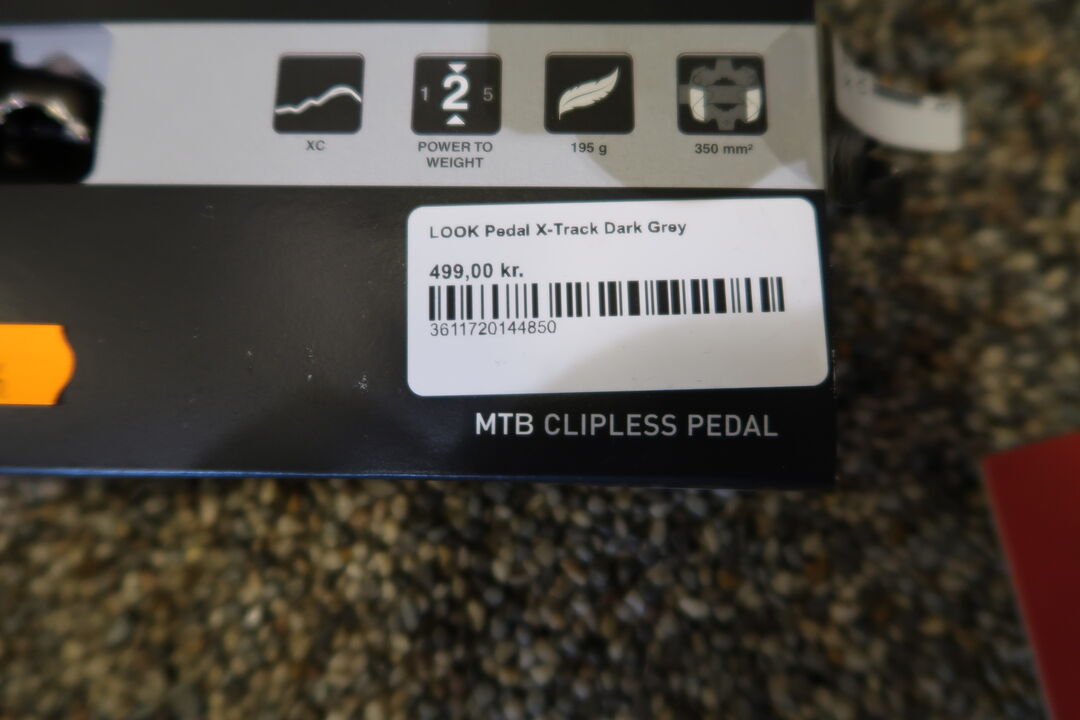 1 2 5
XC
POWER TO
WEIGHT
195 g
350 mm²
LOOK Pedal X-Track Dark Grey
499,00 kr.
3611720144850
MTB CLIPLESS PEDAL